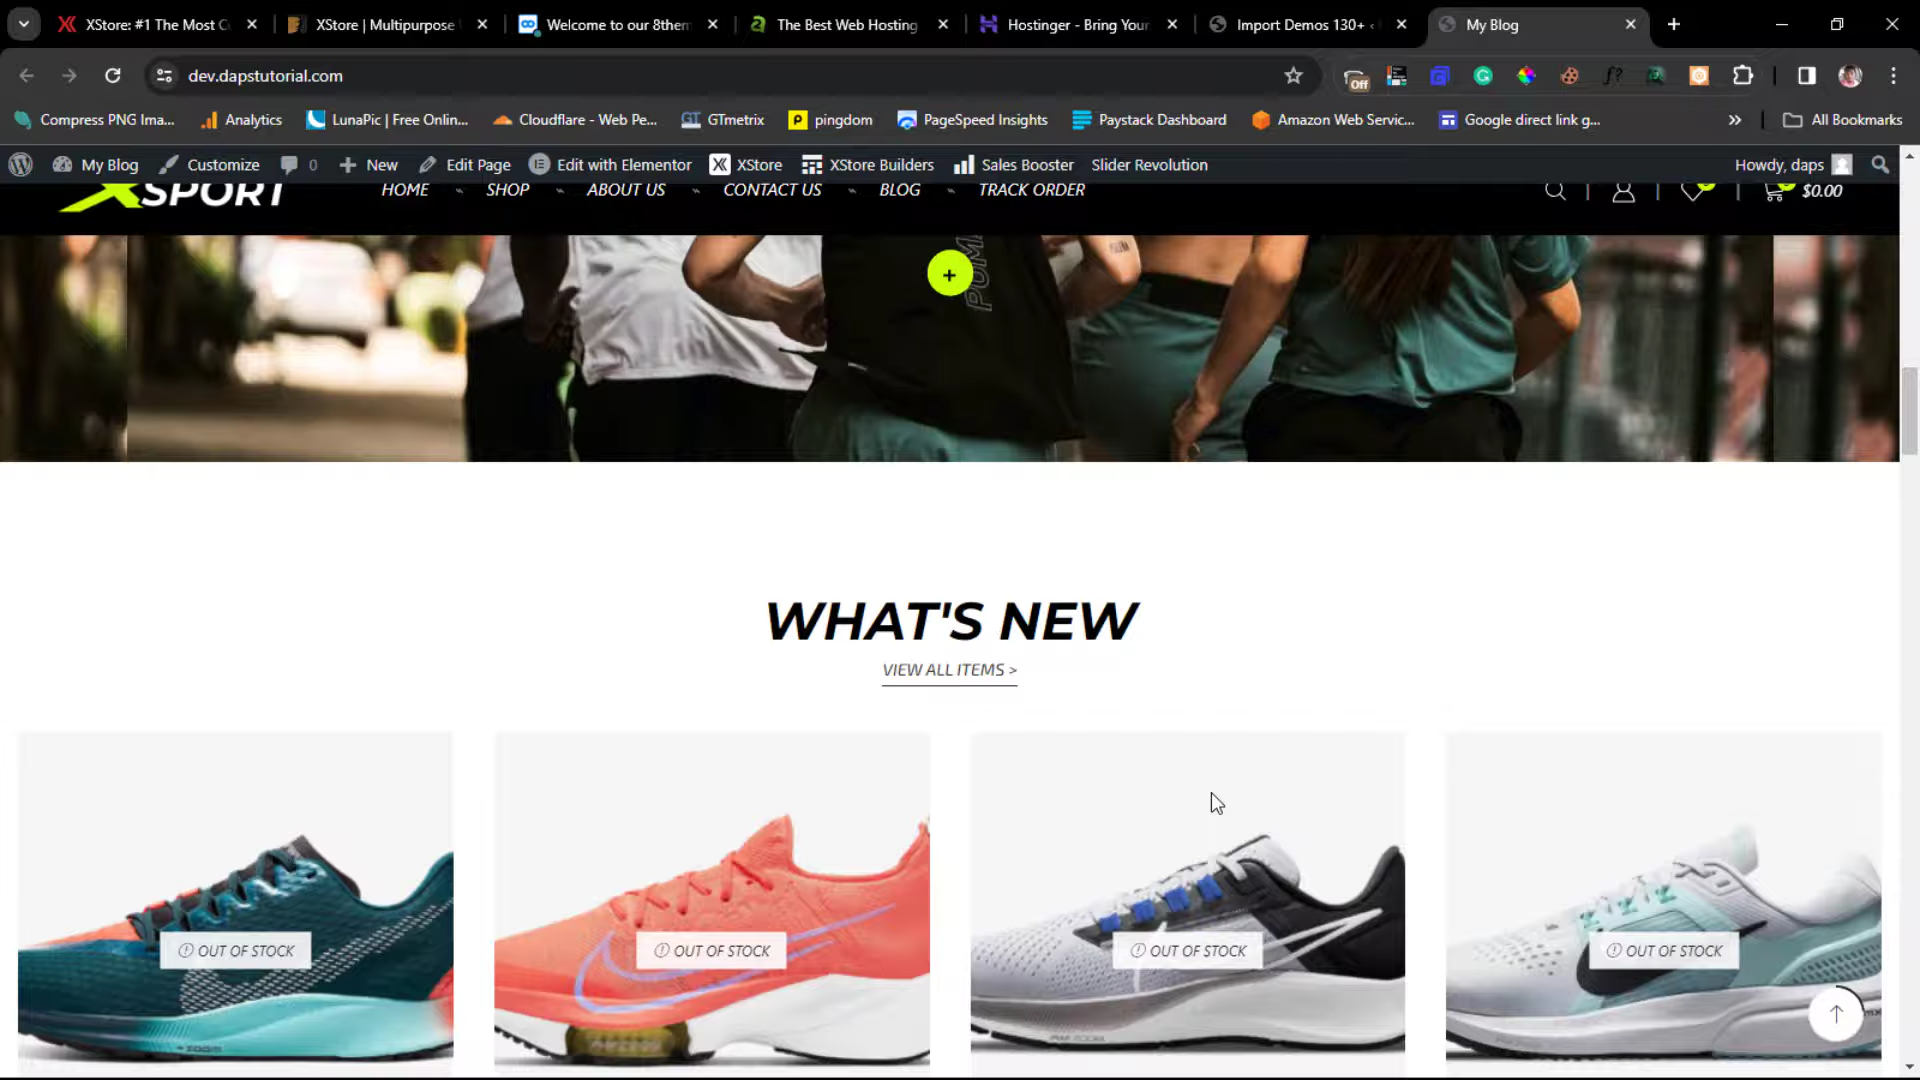 XStore: #1 The Most C
XStore | Multipurpose
Welcome to our 8them
The Best Web Hosting
Hostinger - Bring Your
Import Demos 130+ ‹
My Blog
dev.dapstutorial.com
Off
Compress PNG Ima...
Analytics
LunaPic | Free Onlin...
Cloudflare - Web Pe...
GTmetrix
pingdom
PageSpeed Insights
Paystack Dashboard
Amazon Web Servic...
Google direct link g...
All Bookmarks
My Blog
Customize
0
New
Edit Page
Edit with Elementor
XStore
XStore Builders
Sales Booster
Slider Revolution
Howdy, daps
XSPORT
HOME
SHOP
ABOUT US
CONTACT US
BLOG
TRACK ORDER
$0.00
+
PUMA
WHAT'S NEW
VIEW ALL ITEMS >
OUT OF STOCK
OUT OF STOCK
OUT OF STOCK
OUT OF STOCK